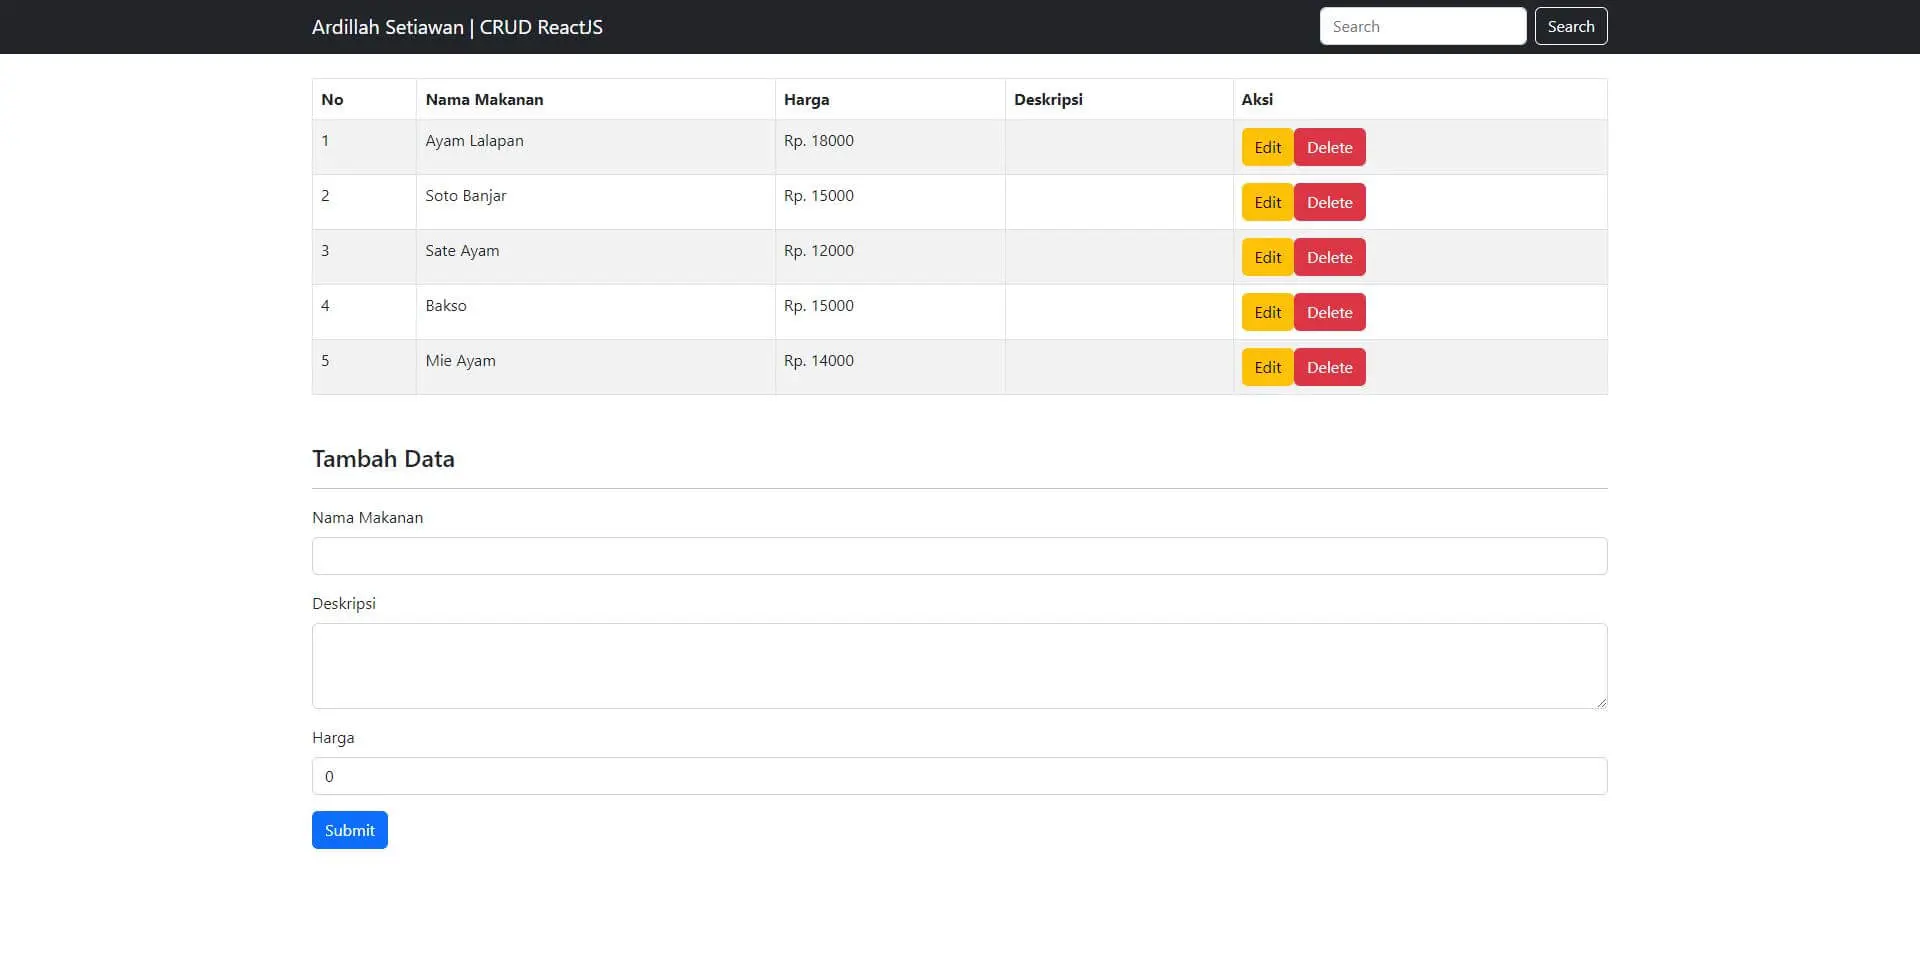 Ardillah Setiawan | CRUD ReactJS Search Search
No Nama Makanan Harga Deskripsi Aksi
1 Ayam Lalapan Rp. 18000 Edit Delete
2 Soto Banjar Rp. 15000 Edit Delete
3 Sate Ayam Rp. 12000 Edit Delete
4 Bakso Rp. 15000 Edit Delete
5 Mie Ayam Rp. 14000 Edit Delete
Tambah Data
Nama Makanan
Deskripsi
Harga
0
Submit